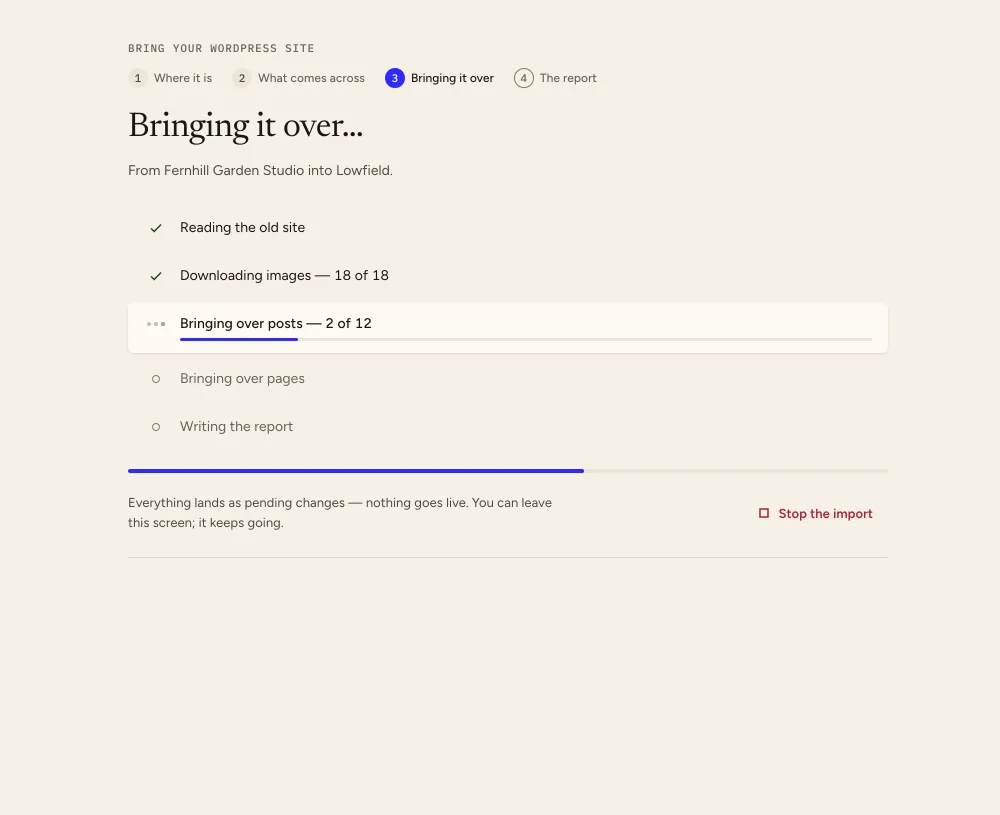 BRING YOUR WORDPRESS SITE
1 Where it is 2 What comes across 3 Bringing it over 4 The report
Bringing it over…
From Fernhill Garden Studio into Lowfield.
Reading the old site
Downloading images — 18 of 18
Bringing over posts — 2 of 12
Bringing over pages
Writing the report
Everything lands as pending changes — nothing goes live. You can leave
this screen; it keeps going.
Stop the import